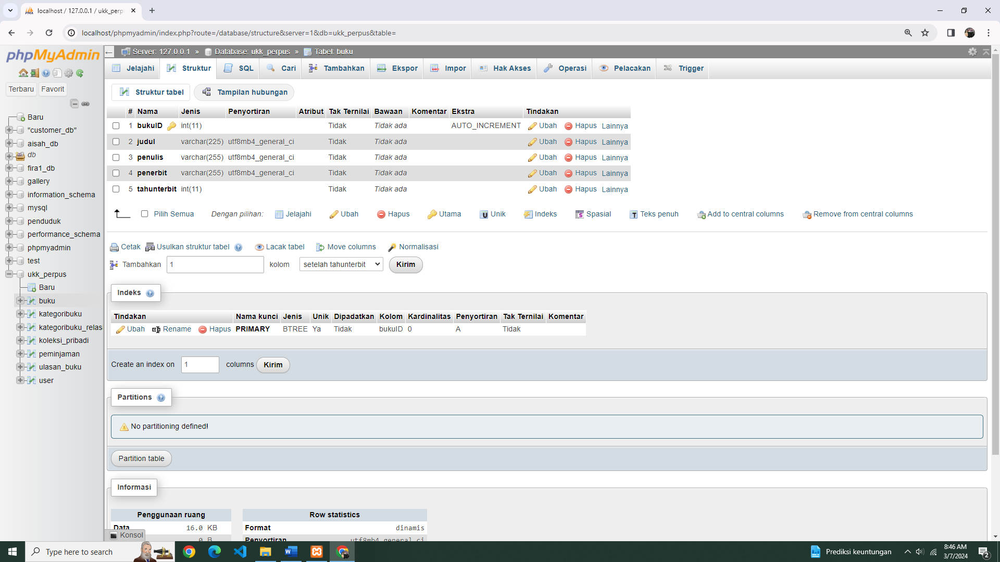 localhost / 127.0.0.1 / ukk_perp
localhost/phpmyadmin/index.php?route=/database/structure&server=1&db=ukk_perpus&table=
phpMyAdmin
Terbaru Favorit
Baru
"customer_db"
aisah_db
db
fira1_db
gallery
information_schema
mysql
penduduk
performance_schema
phpmyadmin
test
ukk_perpus
Baru
buku
kategoribuku
kategoribuku_relas
koleksi_pribadi
peminjaman
ulasan_buku
user
Server: 127.0.0.1 » Database: ukk_perpus » Tabel: buku
Jelajahi Struktur SQL Cari Tambahkan Ekspor Impor Hak Akses Operasi Pelacakan Trigger
Struktur tabel Tampilan hubungan
# Nama Jenis Penyortiran Atribut Tak Ternilai Bawaan Komentar Ekstra Tindakan
1 bukuID int(11) Tidak Tidak ada AUTO_INCREMENT Ubah Hapus Lainnya
2 judul varchar(225) utf8mb4_general_ci Tidak Tidak ada Ubah Hapus Lainnya
3 penulis varchar(255) utf8mb4_general_ci Tidak Tidak ada Ubah Hapus Lainnya
4 penerbit varchar(255) utf8mb4_general_ci Tidak Tidak ada Ubah Hapus Lainnya
5 tahunterbit int(11) Tidak Tidak ada Ubah Hapus Lainnya
Pilih Semua Dengan pilihan: Jelajahi Ubah Hapus Utama Unik Indeks Spasial Teks penuh Add to central columns Remove from central columns
Cetak Usulkan struktur tabel Lacak tabel Move columns Normalisasi
Tambahkan 1 kolom setelah tahunterbit Kirim
Indeks
Tindakan Nama kunci Jenis Unik Dipadatkan Kolom Kardinalitas Penyortiran Tak Ternilai Komentar
Ubah Rename Hapus PRIMARY BTREE Ya Tidak bukuID 0 A Tidak
Create an index on 1 columns Kirim
Partitions
No partitioning defined!
Partition table
Informasi
Penggunaan ruang
Data 16.0 KB
0 B
Row statistics
Format dinamis
Penyortiran utf8mb4_general_ci
Konsol
Type here to search
Prediksi keuntungan
8:46 AM
3/7/2024
2